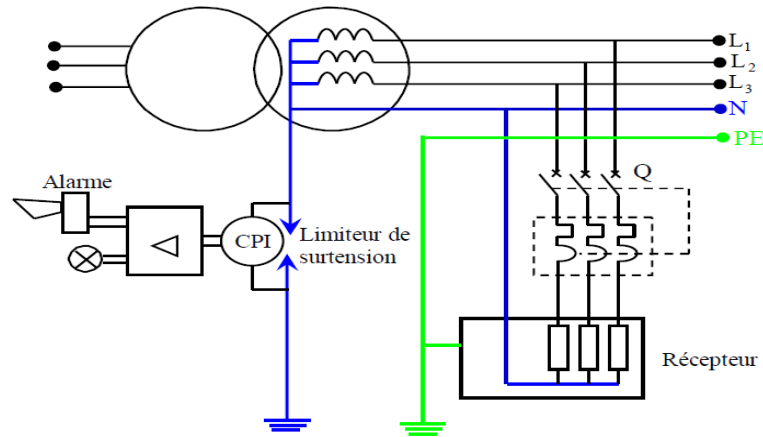 L1
L2
L3
N
PE
Alarme
Q
CPI
Limiteur de
surtension
Récepteur